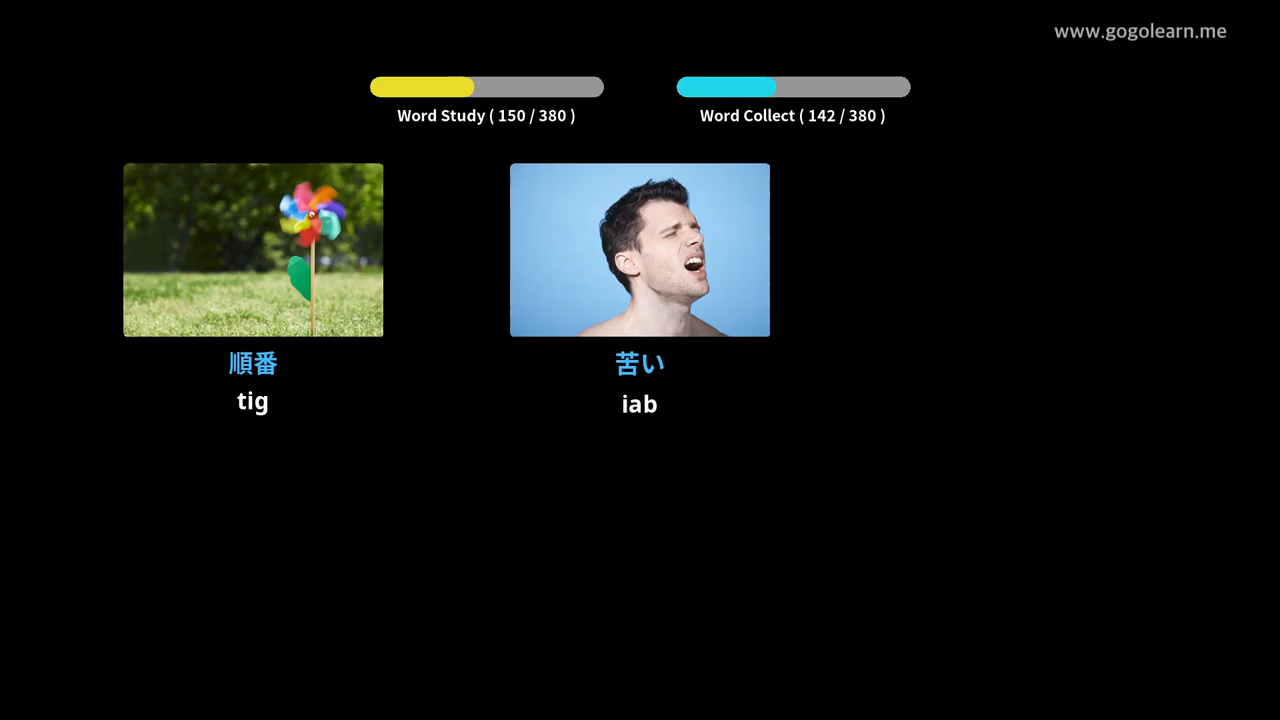 www.gogolearn.me
Word Study ( 150 / 380 )
Word Collect ( 142 / 380 )
順番
tig
苦い
iab